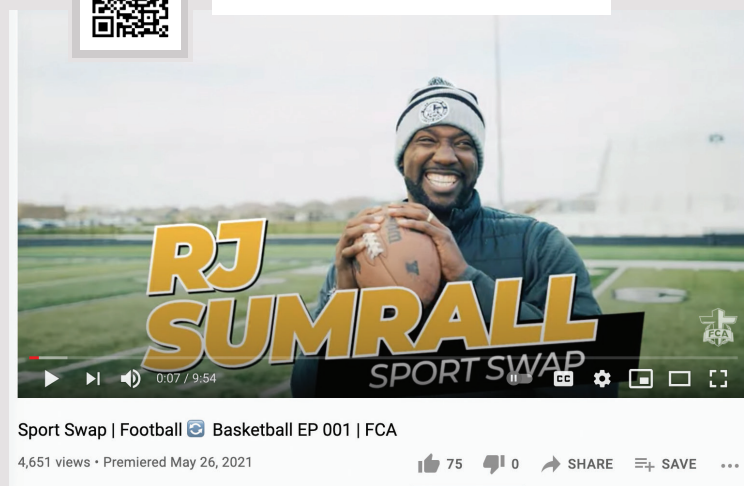 RJ
SUMRALL
SPORT SWAP
FCA
0:07 / 9:54
CC
Sport Swap | Football 🔄 Basketball EP 001 | FCA
4,651 views • Premiered May 26, 2021
75 0 SHARE SAVE